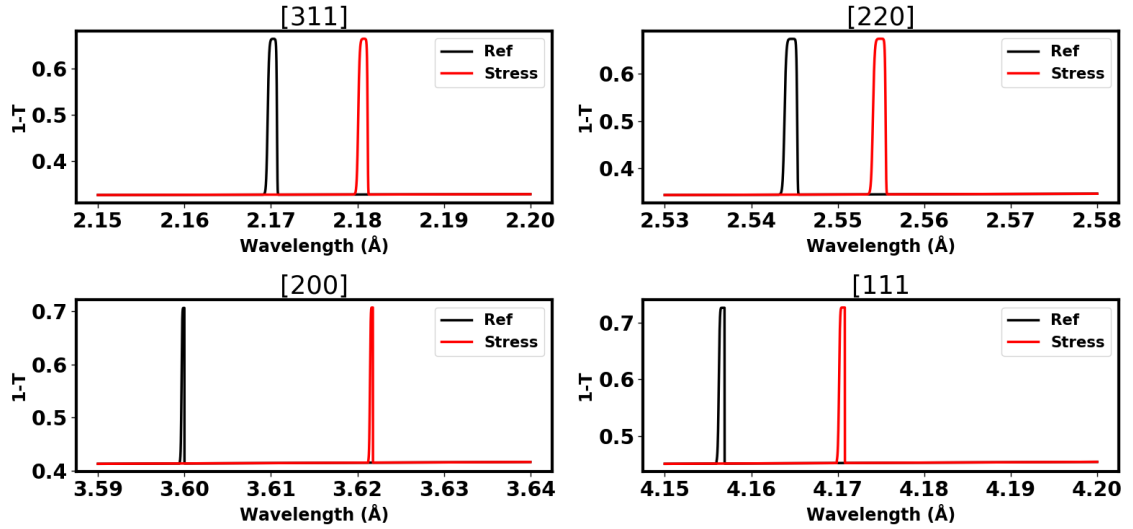 [311]
Ref
Stress
1-T
0.6
0.4
2.15 2.16 2.17 2.18 2.19 2.20
Wavelength (Å)
[220]
Ref
Stress
1-T
0.6
0.5
0.4
2.53 2.54 2.55 2.56 2.57 2.58
Wavelength (Å)
[200]
Ref
Stress
1-T
0.7
0.6
0.5
0.4
3.59 3.60 3.61 3.62 3.63 3.64
Wavelength (Å)
[111
Ref
Stress
1-T
0.7
0.6
0.5
4.15 4.16 4.17 4.18 4.19 4.20
Wavelength (Å)